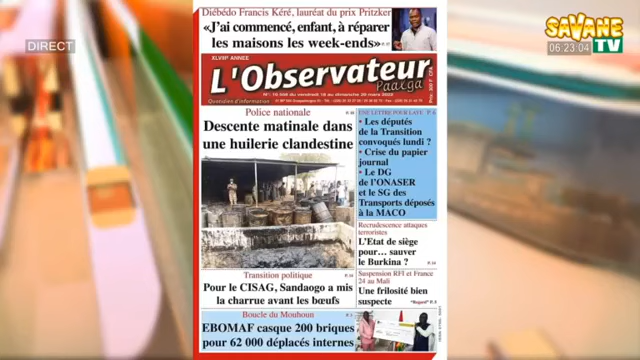 DIRECT
SAVANE
TV
06:23:04
Diébédo Francis Kéré, lauréat du prix Pritzker
«J'ai commencé, enfant, à réparer
les maisons les week-ends»
XLVIIIe ANNEE
L'Observateur
Paalga
Quotidien d'information
Police nationale
Descente matinale dans
une huilerie clandestine
UNE LETTRE POUR LAYE P. 6
• Les députés
de la Transition
convoqués lundi ?
• Crise du papier
journal
• Le DG
de l'ONASER
et le SG des
Transports déposés
à la MACO
Recrudescence attaques
terroristes
L'Etat de siège
pour... sauver
le Burkina ?
Transition politique
Pour le CISAG, Sandaogo a mis
la charrue avant les bœufs
Suspension RFI et France
24 au Mali
Une frilosité bien
suspecte
Boucle du Mouhoun
EBOMAF casque 200 briques
pour 62 000 déplacés internes